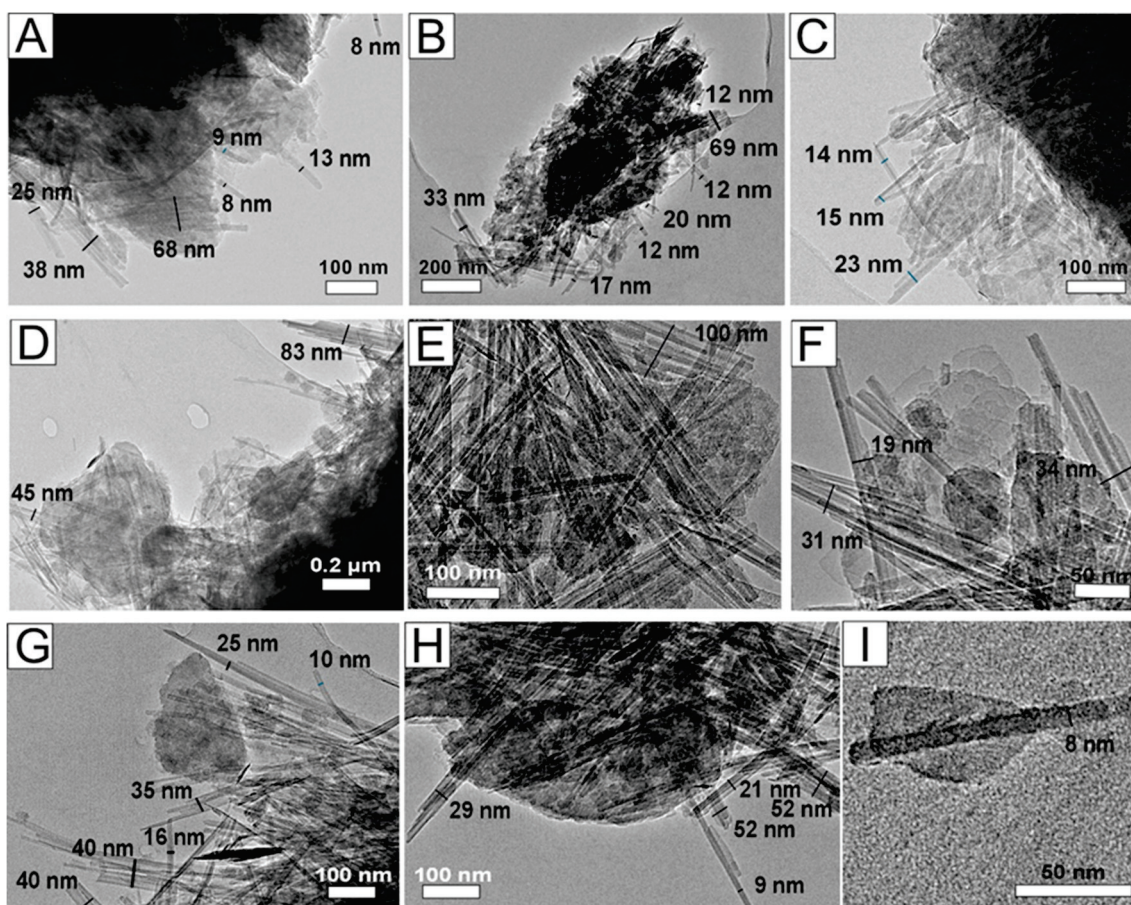 A
8 nm
9 nm
13 nm
25 nm
8 nm
38 nm
68 nm
100 nm
B
12 nm
69 nm
12 nm
33 nm
20 nm
12 nm
200 nm
17 nm
C
14 nm
15 nm
23 nm
100 nm
D
83 nm
45 nm
0.2 µm
E
100 nm
100 nm
F
19 nm
34 nm
31 nm
50 nm
G
25 nm
10 nm
35 nm
16 nm
40 nm
40 nm
100 nm
H
29 nm
21 nm
52 nm
52 nm
9 nm
100 nm
I
8 nm
50 nm